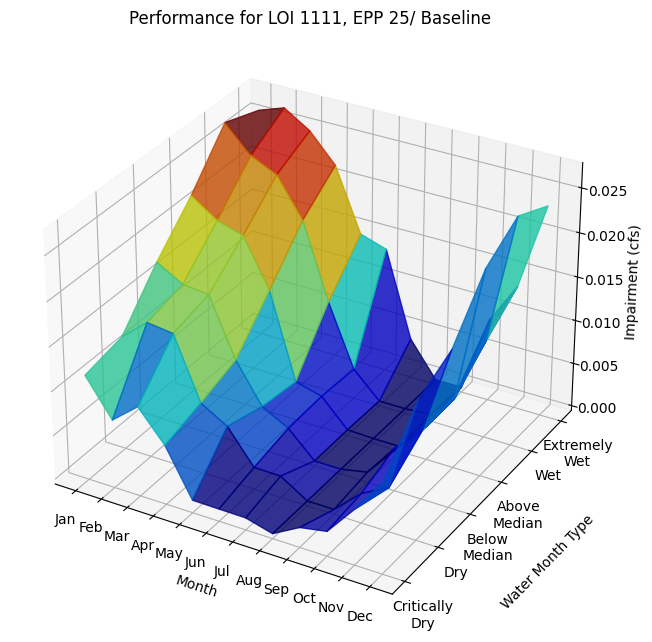 Performance for LOI 1111, EPP 25/ Baseline
0.025
0.020
0.015
0.010
0.005
0.000
Impairment (cfs)
Extremely
Wet
Wet
Above
Median
Below
Median
Dry
Critically
Dry
Water Month Type
Jan
Feb
Mar
Apr
May
Jun
Jul
Aug
Sep
Oct
Nov
Dec
Month